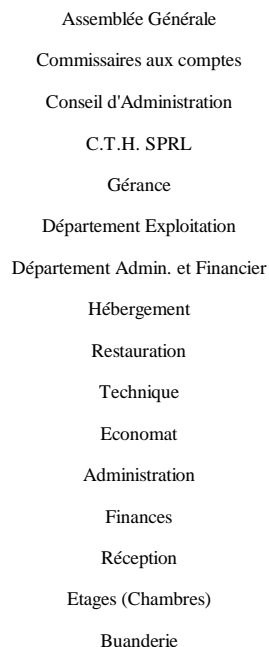 Assemblée Générale
Commissaires aux comptes
Conseil d'Administration
C.T.H. SPRL
Gérance
Département Exploitation
Département Admin. et Financier
Hébergement
Restauration
Technique
Economat
Administration
Finances
Réception
Etages (Chambres)
Buanderie